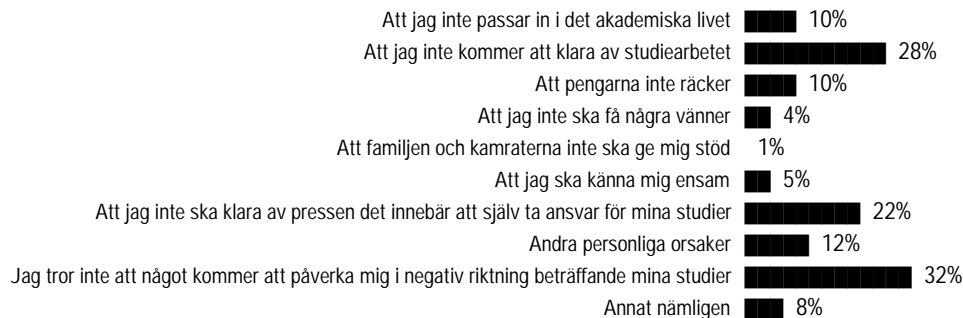 Att jag inte passar in i det akademiska livet 10%
Att jag inte kommer att klara av studiearbetet 28%
Att pengarna inte räcker 10%
Att jag inte ska få några vänner 4%
Att familjen och kamraterna inte ska ge mig stöd 1%
Att jag ska känna mig ensam 5%
Att jag inte ska klara av pressen det innebär att själv ta ansvar för mina studier 22%
Andra personliga orsaker 12%
Jag tror inte att något kommer att påverka mig i negativ riktning beträffande mina studier 32%
Annat nämligen 8%